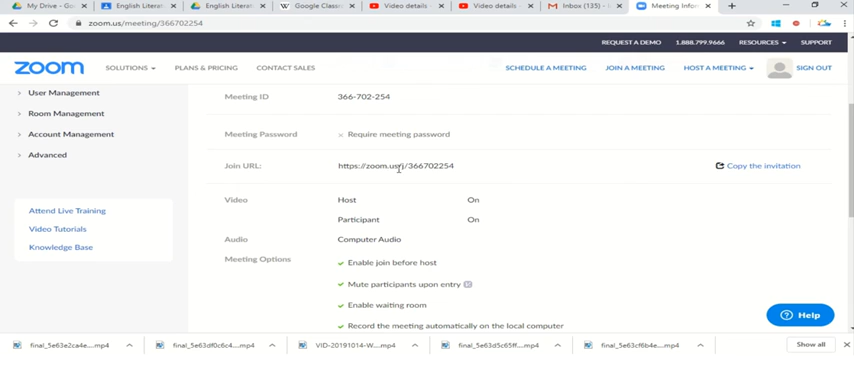 My Drive - Goo
English Literatu
English Literatu
Google Classro
Video details -
Video details -
Inbox (135) -
Meeting Inform
zoom.us/meeting/366702254
REQUEST A DEMO 1.888.799.9666 RESOURCES SUPPORT
zoom SOLUTIONS PLANS & PRICING CONTACT SALES SCHEDULE A MEETING JOIN A MEETING HOST A MEETING SIGN OUT
User Management
Room Management
Account Management
Advanced
Attend Live Training
Video Tutorials
Knowledge Base
Meeting ID 366-702-254
Meeting Password × Require meeting password
Join URL: https://zoom.us/j/366702254 Copy the invitation
Video Host On
Participant On
Audio Computer Audio
Meeting Options Enable join before host
Mute participants upon entry
Enable waiting room
Record the meeting automatically on the local computer
Help
final_5e63e2ca4e....mp4
final_5e63df0c6c4....mp4
VID-20191014-W....mp4
final_5e63d5c65ff....mp4
final_5e63cf6b4e....mp4
Show all